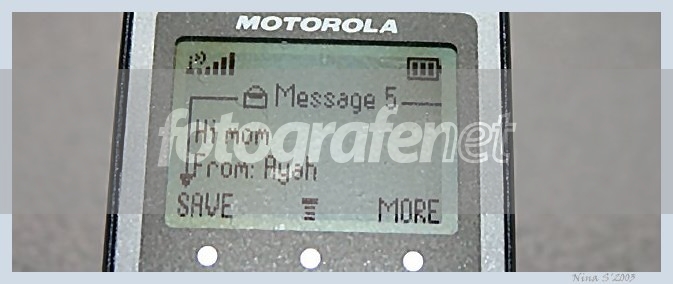 MOTOROLA
Message 5
fotografenet
Hi mom
From: Ayah
SAVE MORE
Nina S'2003